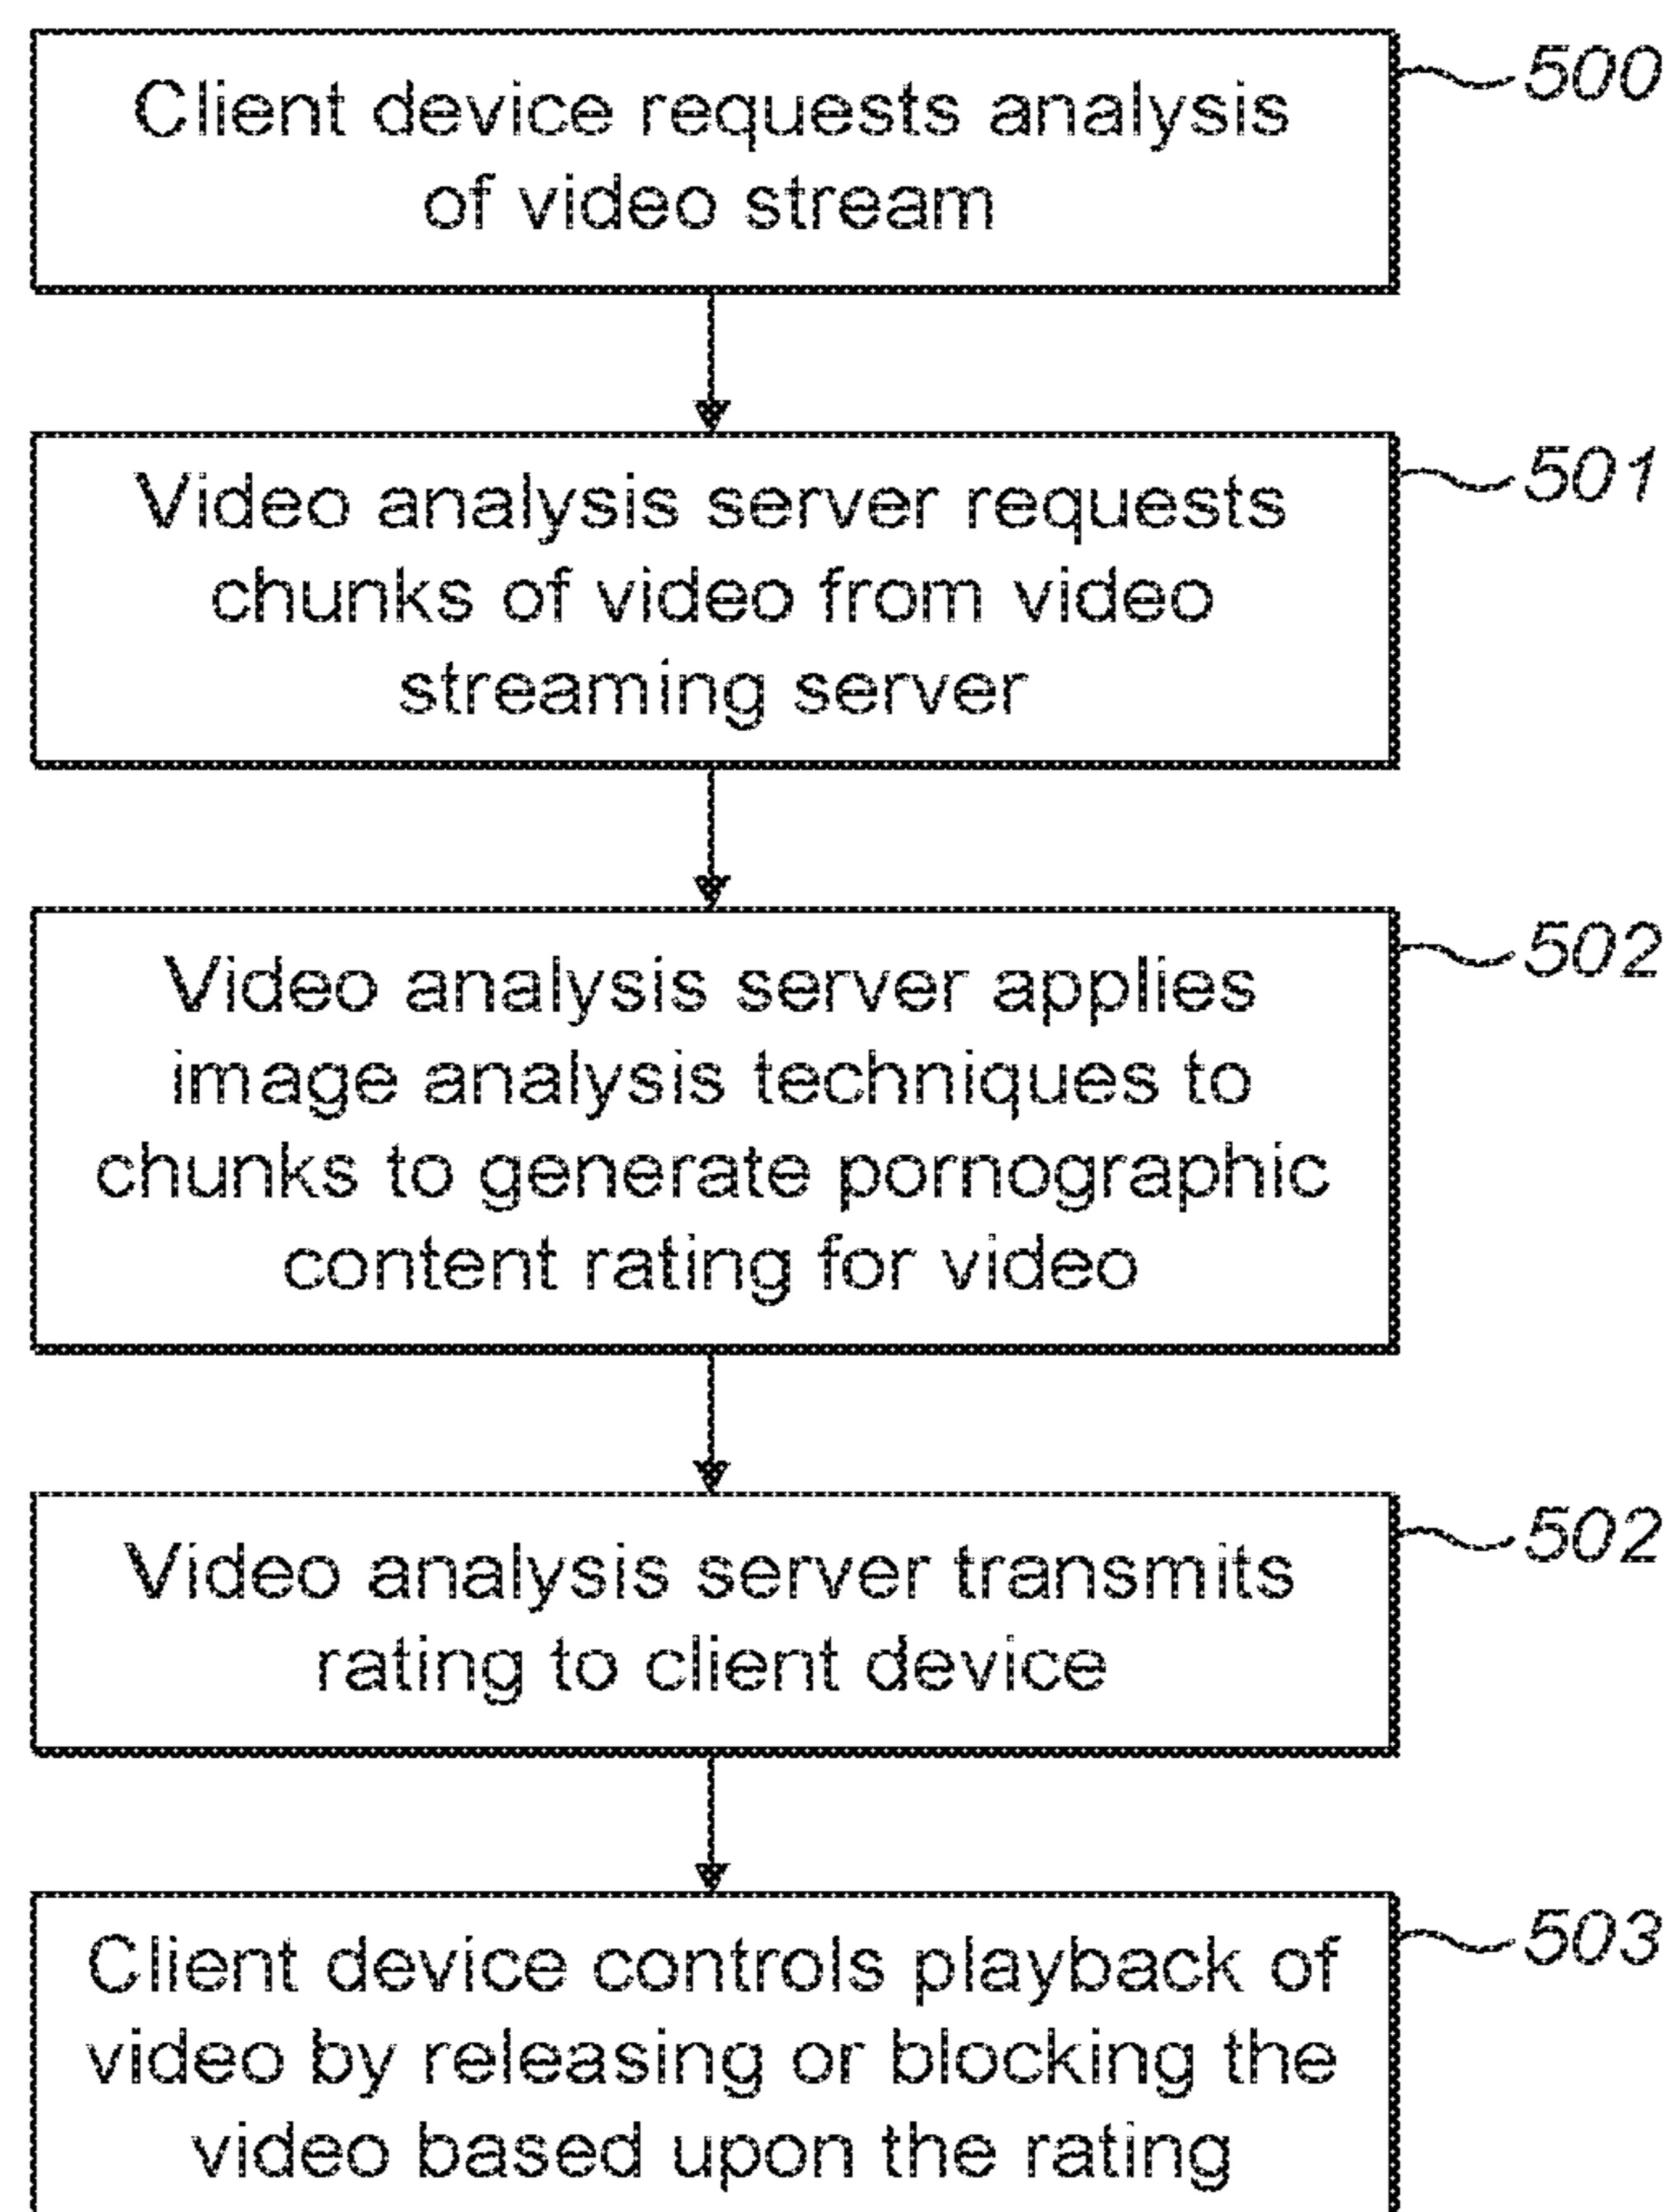 Client device requests analysis
of video stream
500
Video analysis server requests
chunks of video from video
streaming server
501
Video analysis server applies
image analysis techniques to
chunks to generate pornographic
content rating for video
502
Video analysis server transmits
rating to client device
502
Client device controls playback of
video by releasing or blocking the
video based upon the rating
503